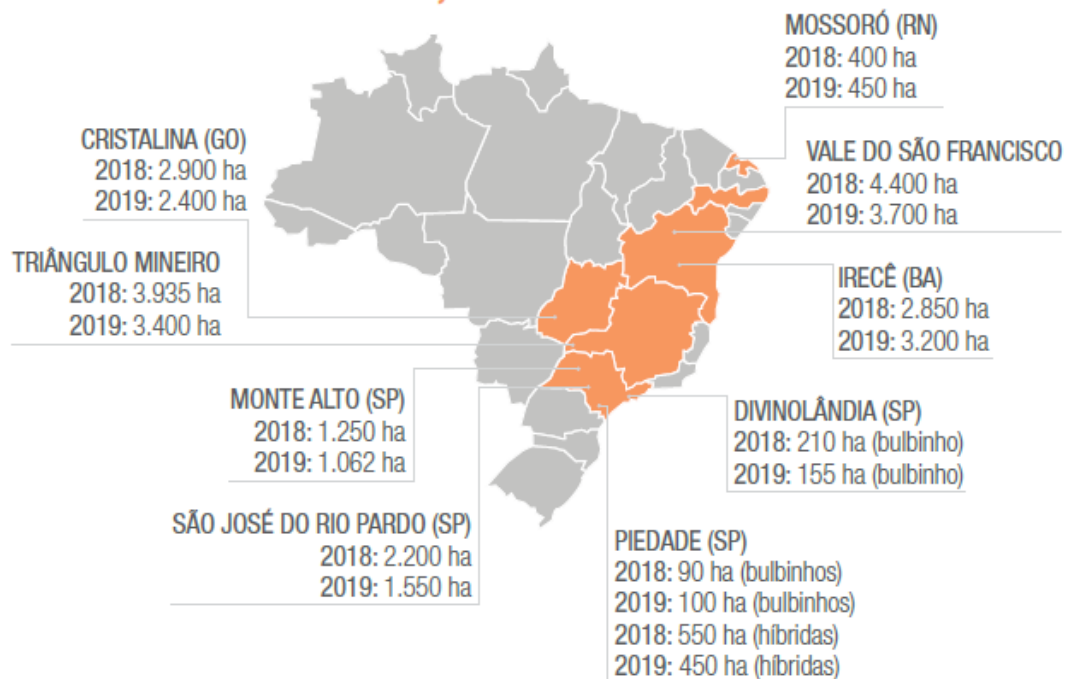 MOSSORÓ (RN)
2018: 400 ha
2019: 450 ha
CRISTALINA (GO)
2018: 2.900 ha
2019: 2.400 ha
VALE DO SÃO FRANCISCO
2018: 4.400 ha
2019: 3.700 ha
TRIÂNGULO MINEIRO
2018: 3.935 ha
2019: 3.400 ha
IRECÊ (BA)
2018: 2.850 ha
2019: 3.200 ha
MONTE ALTO (SP)
2018: 1.250 ha
2019: 1.062 ha
DIVINOLÂNDIA (SP)
2018: 210 ha (bulbinho)
2019: 155 ha (bulbinho)
SÃO JOSÉ DO RIO PARDO (SP)
2018: 2.200 ha
2019: 1.550 ha
PIEDADE (SP)
2018: 90 ha (bulbinhos)
2019: 100 ha (bulbinhos)
2018: 550 ha (híbridas)
2019: 450 ha (híbridas)